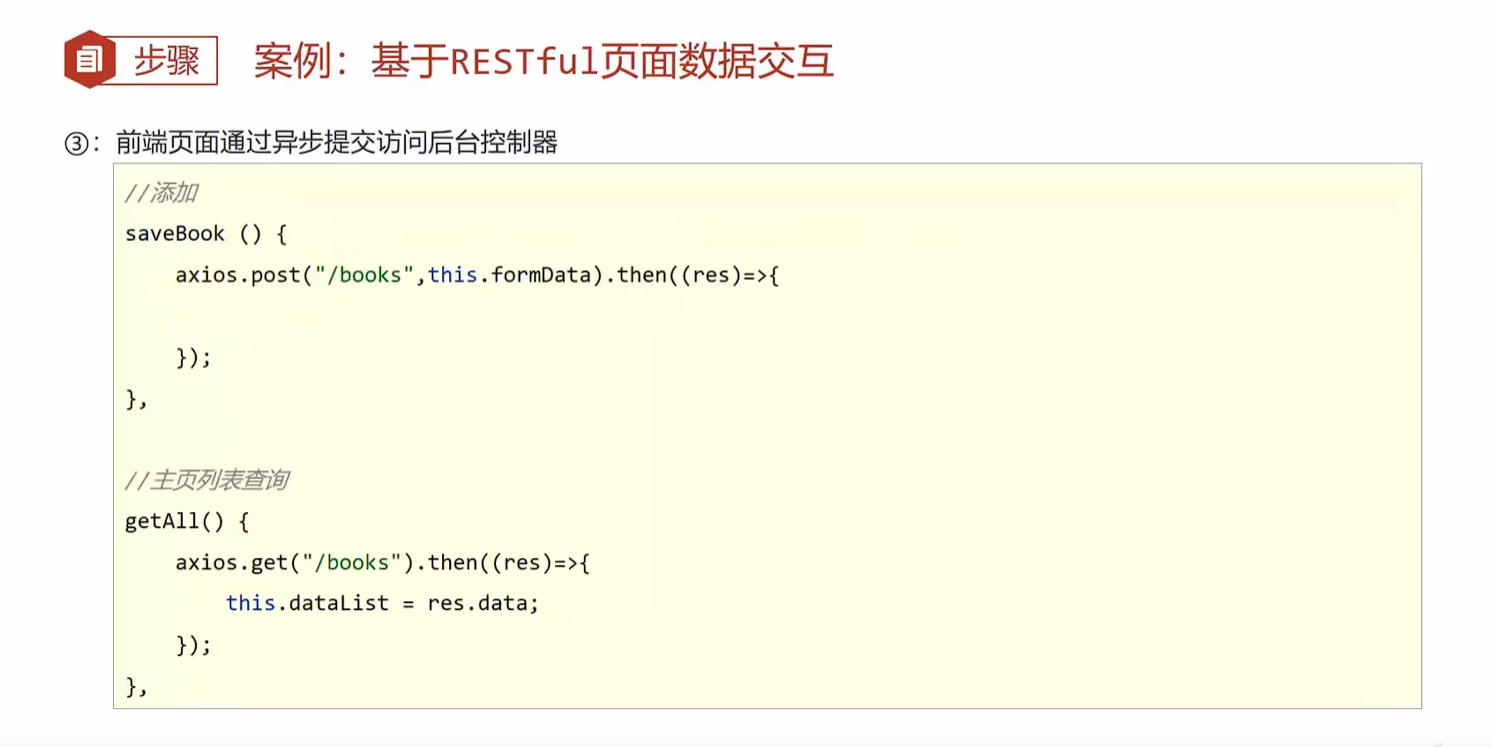 步骤 案例：基于RESTful页面数据交互
③：前端页面通过异步提交访问后台控制器
//添加
saveBook () {
    axios.post("/books",this.formData).then((res)=>{
    });
},
//主页列表查询
getAll() {
    axios.get("/books").then((res)=>{
        this.dataList = res.data;
    });
},